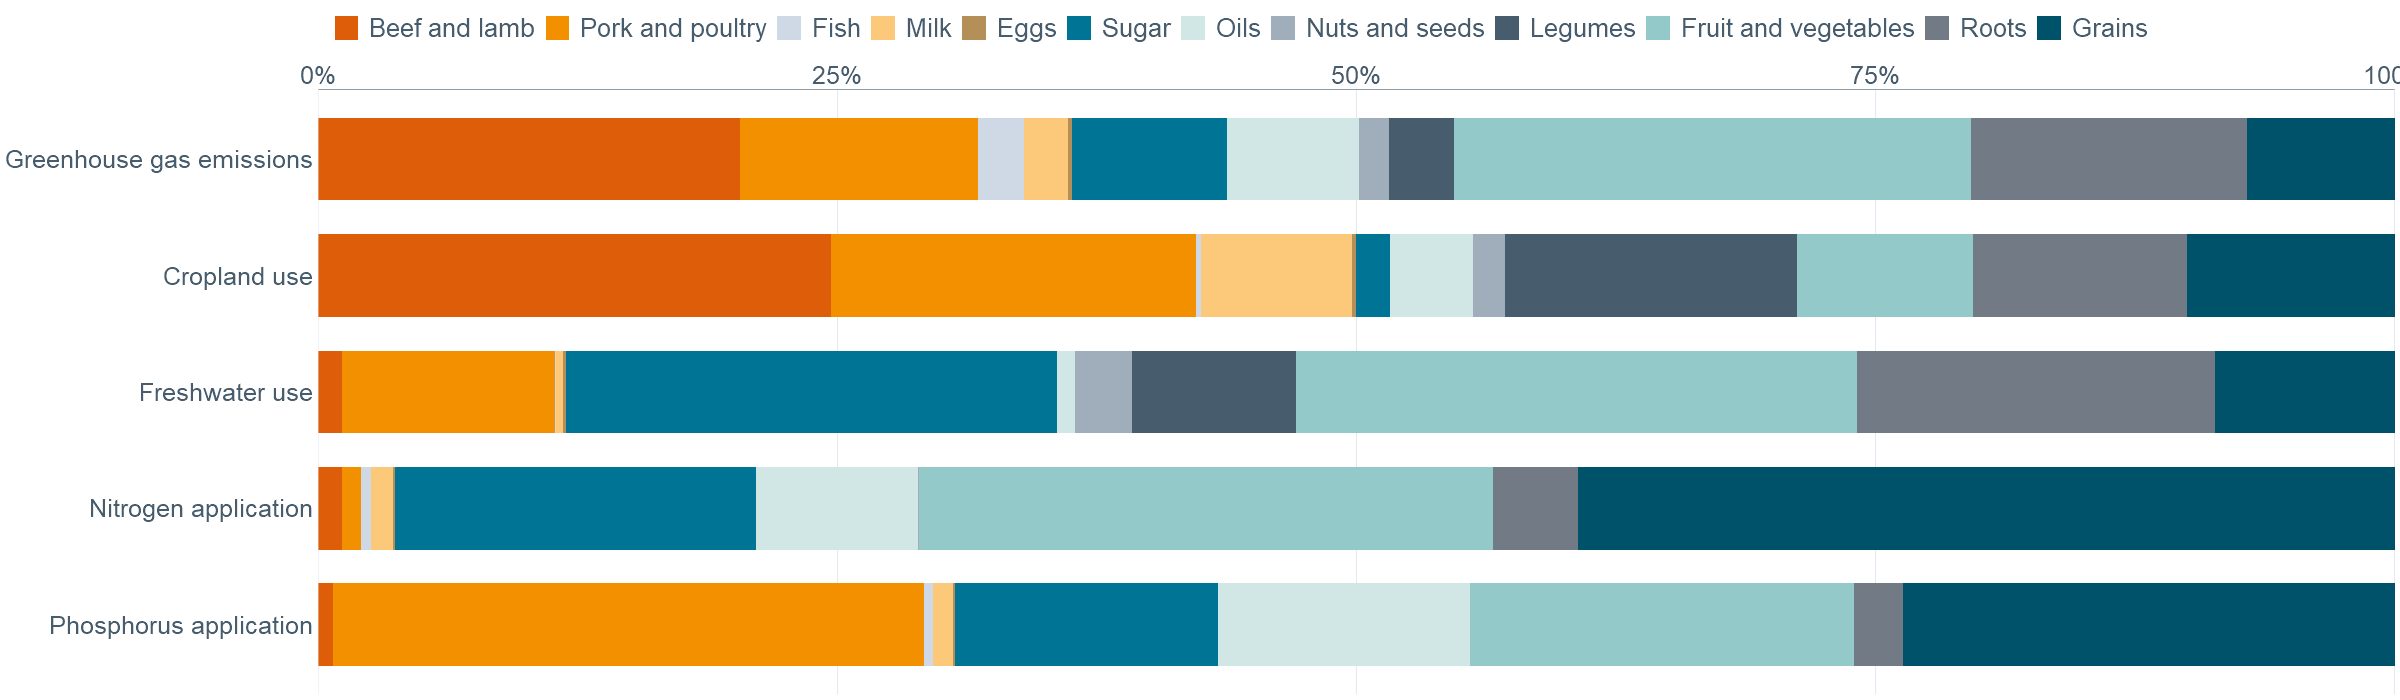 Beef and lamb Pork and poultry Fish Milk Eggs Sugar Oils Nuts and seeds Legumes Fruit and vegetables Roots Grains
0% 25% 50% 75% 100
Greenhouse gas emissions
Cropland use
Freshwater use
Nitrogen application
Phosphorus application